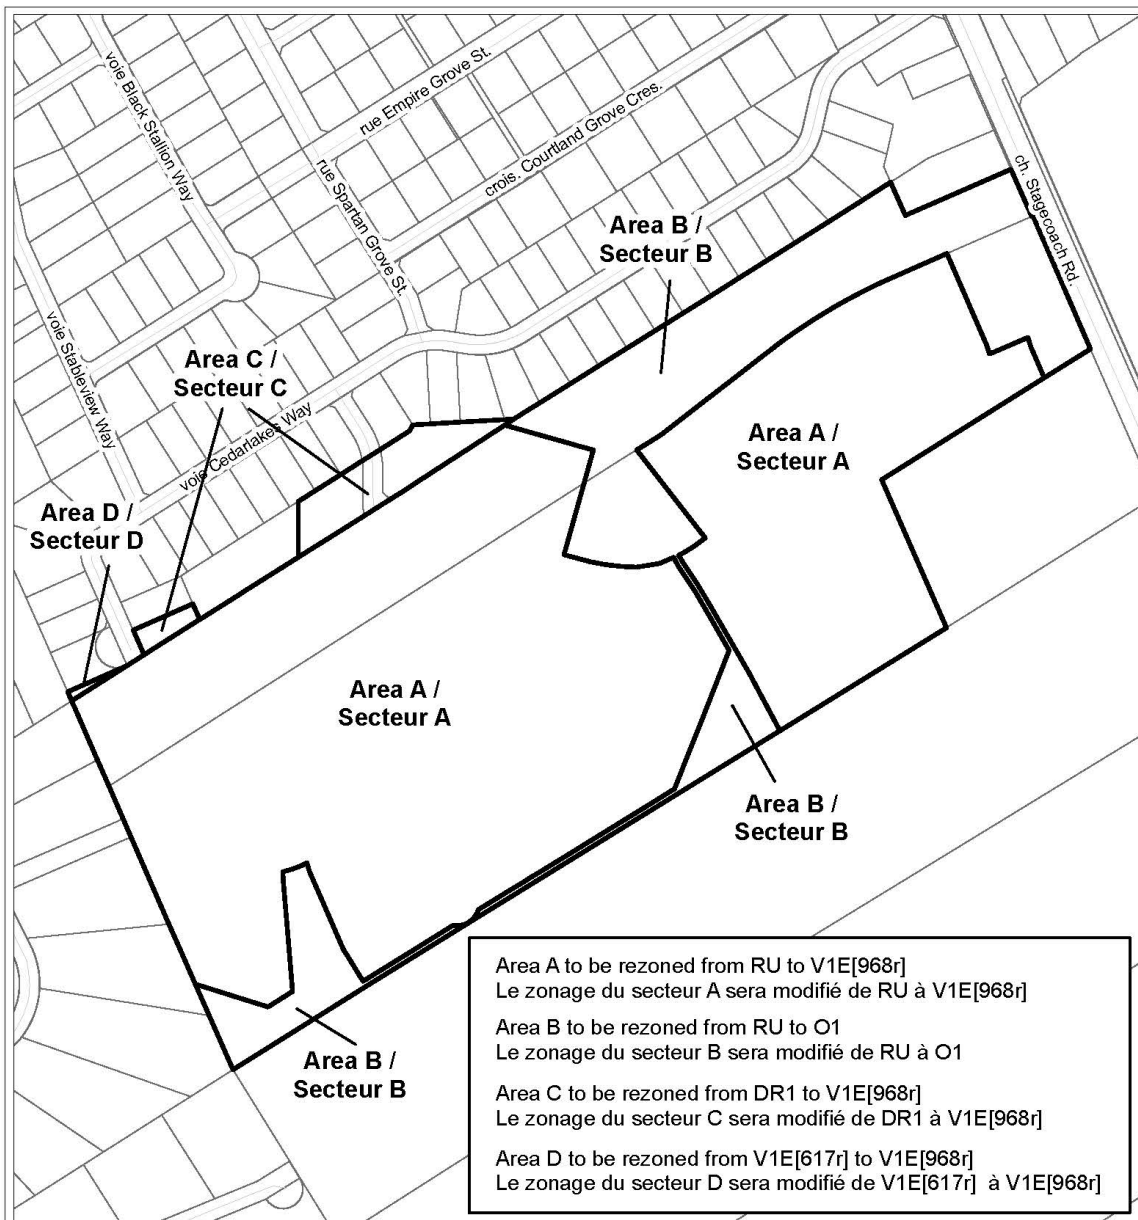 voie Black Stallion Way
rue Empire Grove St.
crois. Courtland Grove Cres.
rue Spartan Grove St.
ch. Stagecoach Rd.
Area B /
Secteur B
voie Stableview Way
Area C /
Secteur C
voie Cedarlakes Way
Area A /
Secteur A
Area D /
Secteur D
Area A /
Secteur A
Area B /
Secteur B
Area B /
Secteur B
Area A to be rezoned from RU to V1E[968r]
Le zonage du secteur A sera modifié de RU à V1E[968r]
Area B to be rezoned from RU to O1
Le zonage du secteur B sera modifié de RU à O1
Area C to be rezoned from DR1 to V1E[968r]
Le zonage du secteur C sera modifié de DR1 à V1E[968r]
Area D to be rezoned from V1E[617r] to V1E[968r]
Le zonage du secteur D sera modifié de V1E[617r] à V1E[968r]